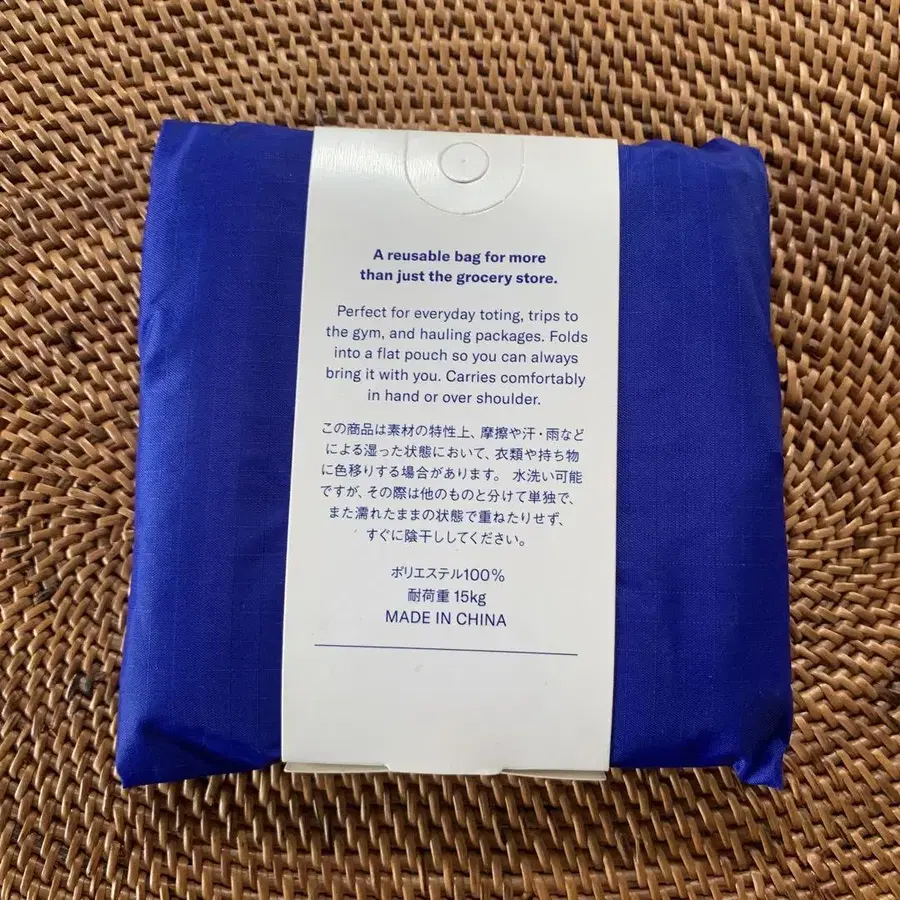 A reusable bag for more
than just the grocery store.
Perfect for everyday toting, trips to
the gym, and hauling packages. Folds
into a flat pouch so you can always
bring it with you. Carries comfortably
in hand or over shoulder.
この商品は素材の特性上、摩擦や汗・雨など
による湿った状態において、衣類や持ち物
に色移りする場合があります。 水洗い可能
ですが、その際は他のものと分けて単独で、
また濡れたままの状態で重ねたりせず、
すぐに陰干ししてください。
ポリエステル100%
耐荷重 15kg
MADE IN CHINA